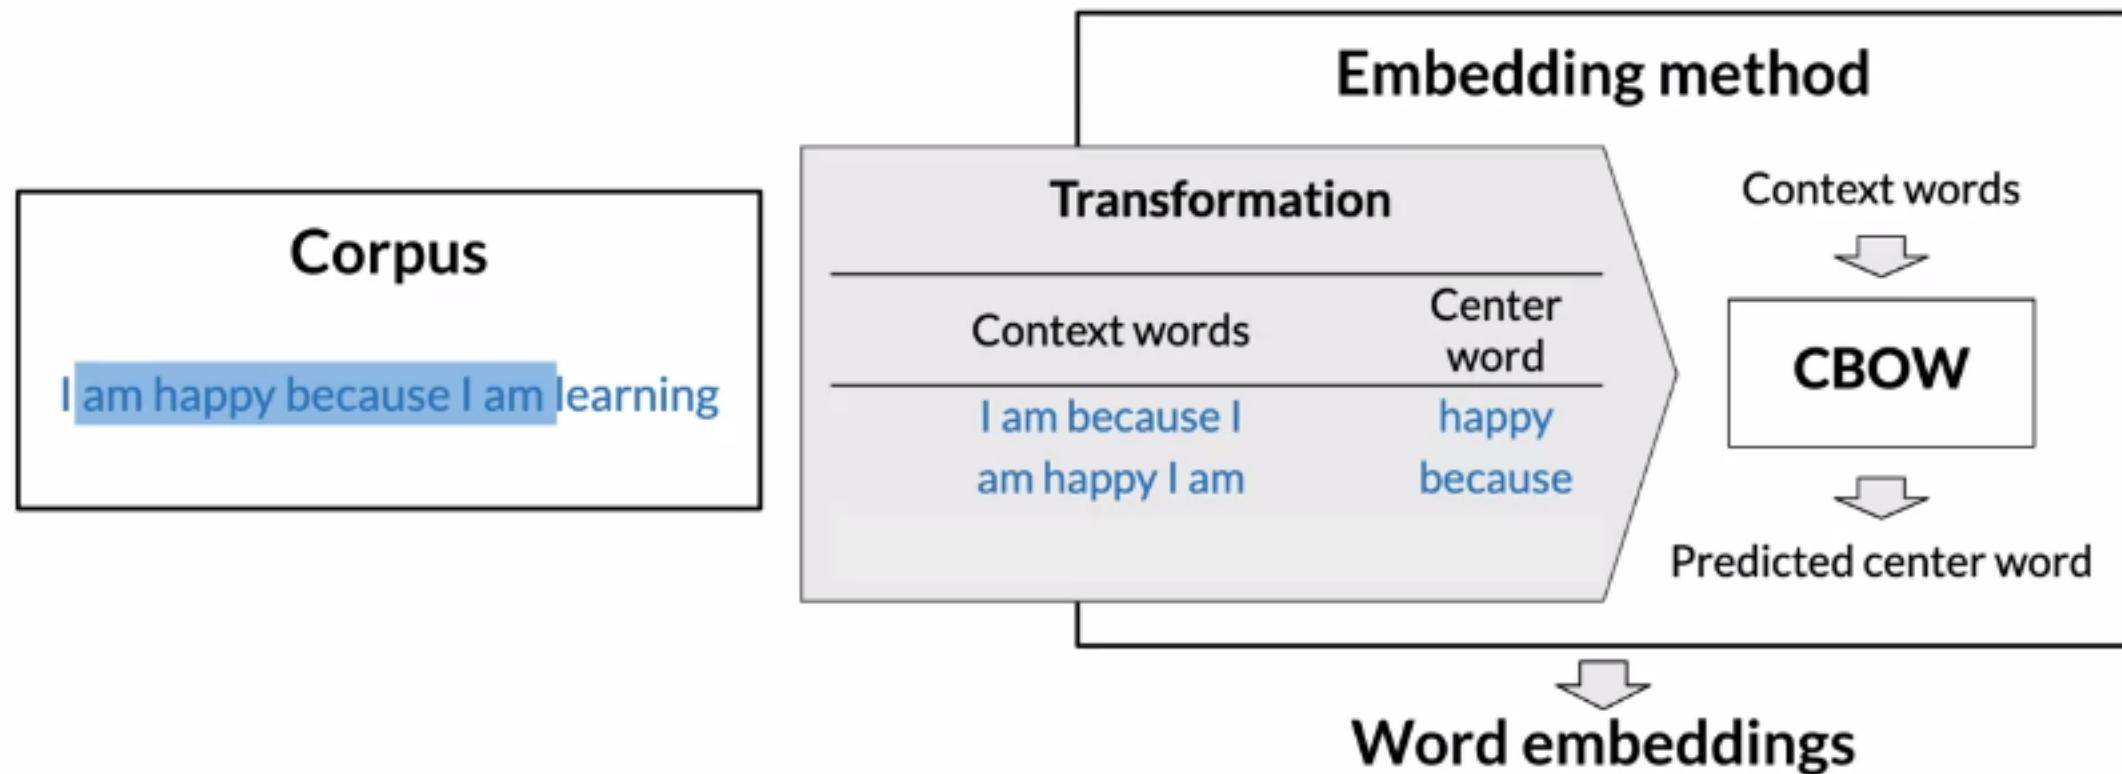 Corpus
I am happy because I am learning
Embedding method
Transformation
Context words
Center
word
I am because I
happy
am happy I am
because
Context words
CBOW
Predicted center word
Word embeddings